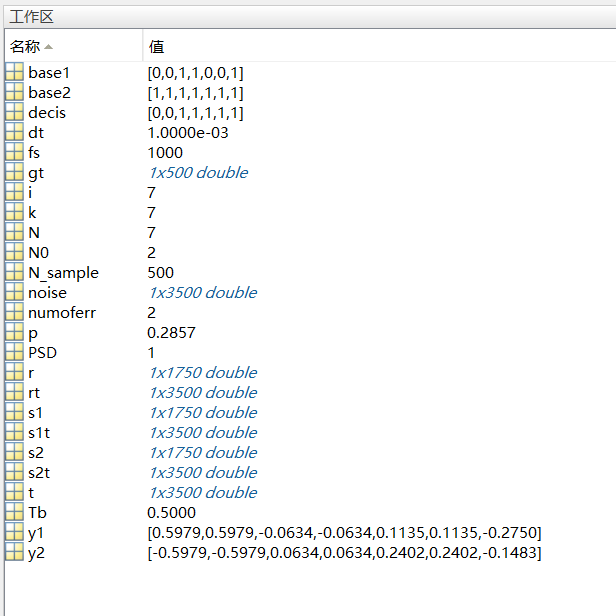 工作区
名称 值
base1 [0,0,1,1,0,0,1]
base2 [1,1,1,1,1,1,1]
decis [0,0,1,1,1,1,1]
dt 1.0000e-03
fs 1000
gt 1x500 double
i 7
k 7
N 7
N0 2
N_sample 500
noise 1x3500 double
numoferr 2
p 0.2857
PSD 1
r 1x1750 double
rt 1x3500 double
s1 1x1750 double
s1t 1x3500 double
s2 1x1750 double
s2t 1x3500 double
t 1x3500 double
Tb 0.5000
y1 [0.5979,0.5979,-0.0634,-0.0634,0.1135,0.1135,-0.2750]
y2 [-0.5979,-0.5979,0.0634,0.0634,0.2402,0.2402,-0.1483]